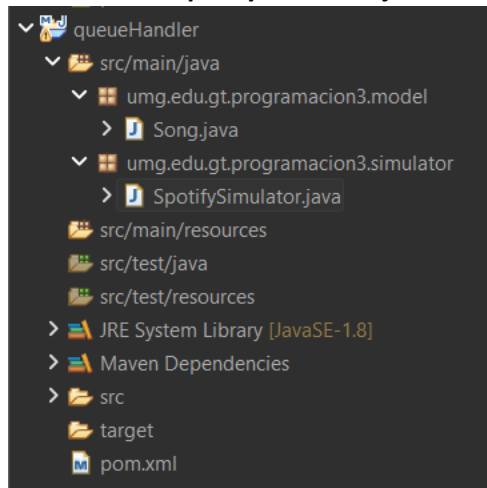 queueHandler
src/main/java
umg.edu.gt.programacion3.model
Song.java
umg.edu.gt.programacion3.simulator
SpotifySimulator.java
src/main/resources
src/test/java
src/test/resources
JRE System Library [JavaSE-1.8]
Maven Dependencies
src
target
pom.xml